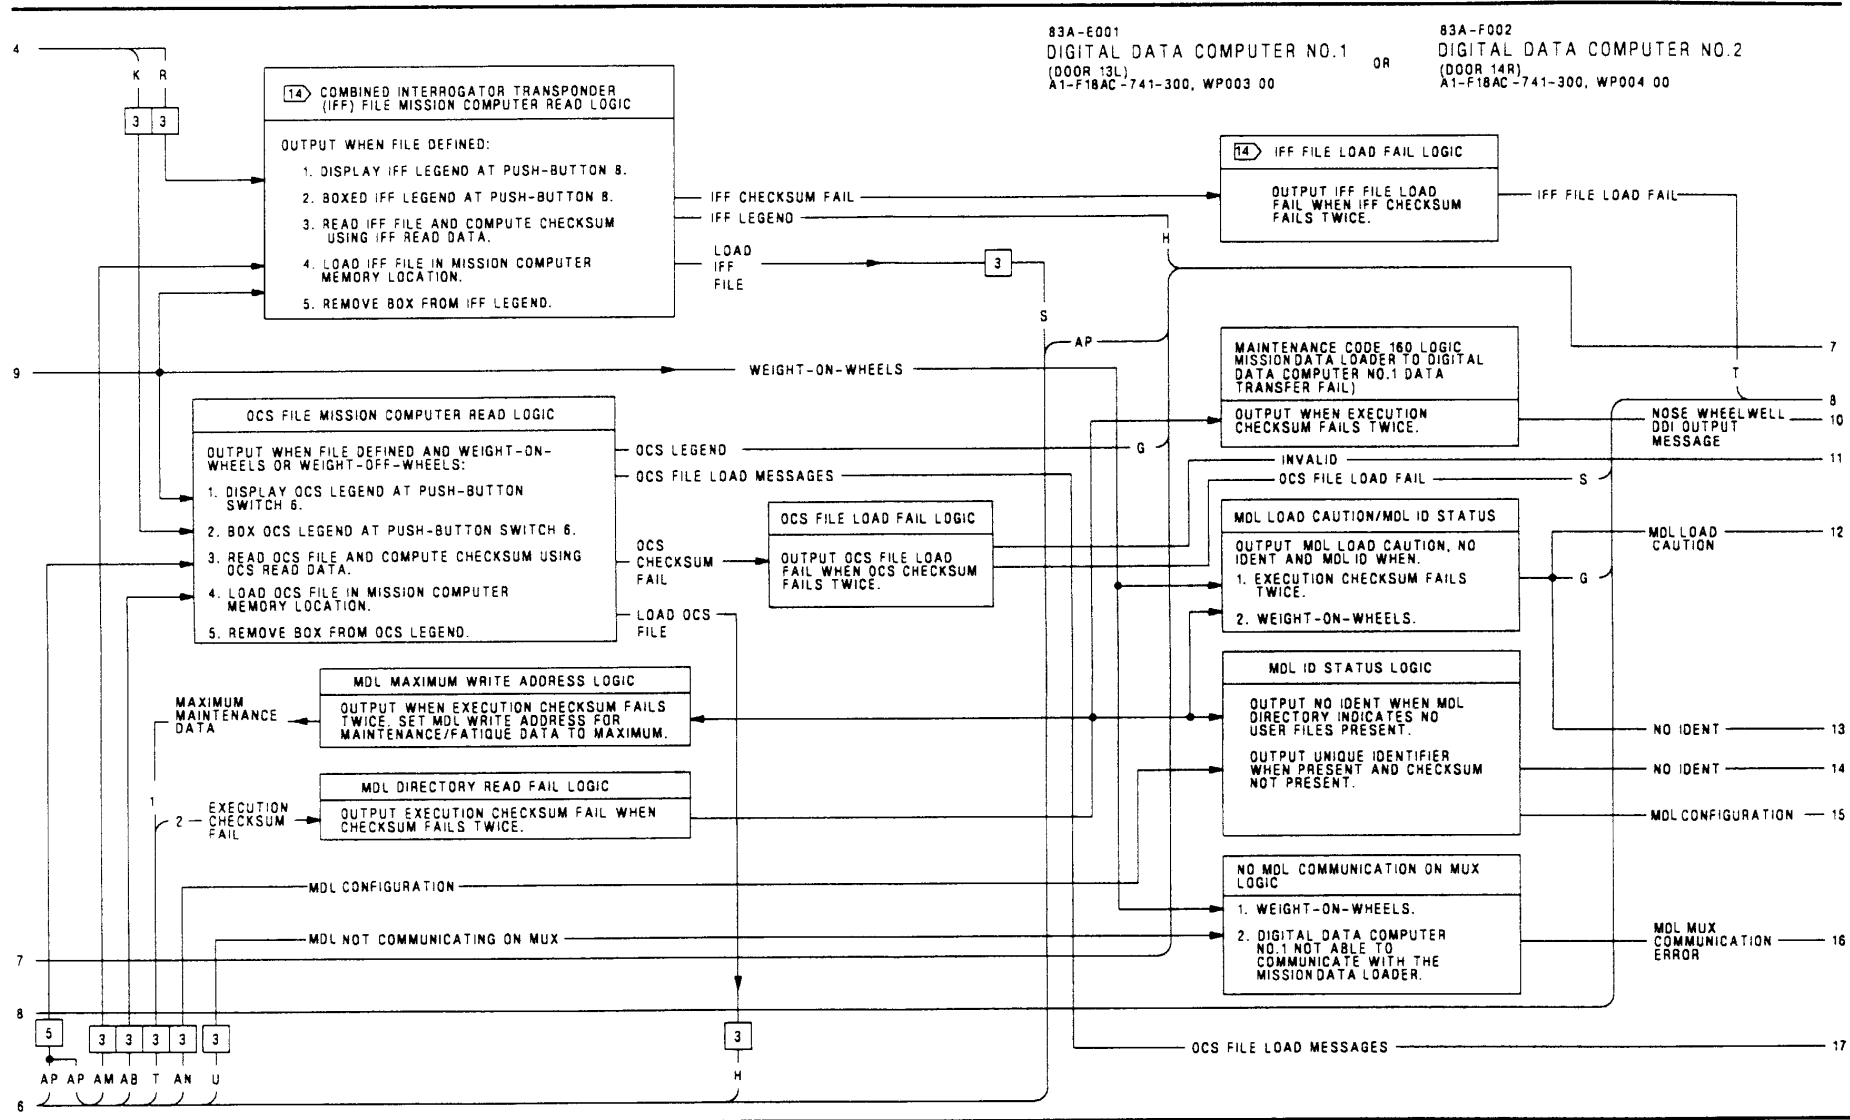 83A-E001
DIGITAL DATA COMPUTER NO.1
(DOOR 13L)
A1-F18AC-741-300, WP003 00
OR
83A-F002
DIGITAL DATA COMPUTER NO.2
(DOOR 14R)
A1-F18AC-741-300, WP004 00
4
K R
3 3
14 COMBINED INTERROGATOR TRANSPONDER
(IFF) FILE MISSION COMPUTER READ LOGIC
OUTPUT WHEN FILE DEFINED:
1. DISPLAY IFF LEGEND AT PUSH-BUTTON 8.
2. BOXED IFF LEGEND AT PUSH-BUTTON 8.
3. READ IFF FILE AND COMPUTE CHECKSUM
USING IFF READ DATA.
4. LOAD IFF FILE IN MISSION COMPUTER
MEMORY LOCATION.
5. REMOVE BOX FROM IFF LEGEND.
IFF CHECKSUM FAIL
IFF LEGEND
LOAD
IFF
FILE
3
H
S
AP
14 IFF FILE LOAD FAIL LOGIC
OUTPUT IFF FILE LOAD
FAIL WHEN IFF CHECKSUM
FAILS TWICE.
IFF FILE LOAD FAIL
T
9
WEIGHT-ON-WHEELS
MAINTENANCE CODE 160 LOGIC
MISSION DATA LOADER TO DIGITAL
DATA COMPUTER NO.1 DATA
TRANSFER FAIL)
OUTPUT WHEN EXECUTION
CHECKSUM FAILS TWICE.
7
8
NOSE WHEELWELL
DDI OUTPUT
MESSAGE
10
OCS FILE MISSION COMPUTER READ LOGIC
OUTPUT WHEN FILE DEFINED AND WEIGHT-ON-
WHEELS OR WEIGHT-OFF-WHEELS:
1. DISPLAY OCS LEGEND AT PUSH-BUTTON
SWITCH 6.
2. BOX OCS LEGEND AT PUSH-BUTTON SWITCH 6.
3. READ OCS FILE AND COMPUTE CHECKSUM USING
OCS READ DATA.
4. LOAD OCS FILE IN MISSION COMPUTER
MEMORY LOCATION.
5. REMOVE BOX FROM OCS LEGEND.
OCS LEGEND
G
OCS FILE LOAD MESSAGES
OCS
CHECKSUM
FAIL
LOAD OCS
FILE
OCS FILE LOAD FAIL LOGIC
OUTPUT OCS FILE LOAD
FAIL WHEN OCS CHECKSUM
FAILS TWICE.
INVALID
11
OCS FILE LOAD FAIL
S
MDL LOAD CAUTION/MDL ID STATUS
OUTPUT MDL LOAD CAUTION, NO
IDENT AND MDL ID WHEN.
1. EXECUTION CHECKSUM FAILS
TWICE.
2. WEIGHT-ON-WHEELS.
MDL LOAD
CAUTION
12
G
MAXIMUM
MAINTENANCE
DATA
MDL MAXIMUM WRITE ADDRESS LOGIC
OUTPUT WHEN EXECUTION CHECKSUM FAILS
TWICE. SET MDL WRITE ADDRESS FOR
MAINTENANCE/FATIQUE DATA TO MAXIMUM.
MDL ID STATUS LOGIC
OUTPUT NO IDENT WHEN MDL
DIRECTORY INDICATES NO
USER FILES PRESENT.
OUTPUT UNIQUE IDENTIFIER
WHEN PRESENT AND CHECKSUM
NOT PRESENT.
NO IDENT
13
NO IDENT
14
MDL CONFIGURATION
15
1
2
EXECUTION
CHECKSUM
FAIL
MDL DIRECTORY READ FAIL LOGIC
OUTPUT EXECUTION CHECKSUM FAIL WHEN
CHECKSUM FAILS TWICE.
MDL CONFIGURATION
MDL NOT COMMUNICATING ON MUX
NO MDL COMMUNICATION ON MUX
LOGIC
1. WEIGHT-ON-WHEELS.
2. DIGITAL DATA COMPUTER
NO.1 NOT ABLE TO
COMMUNICATE WITH THE
MISSION DATA LOADER.
MDL MUX
COMMUNICATION
ERROR
16
7
8
5 3 3 3 3 3
3
OCS FILE LOAD MESSAGES
17
AP AP AM AB T AN U
H
6